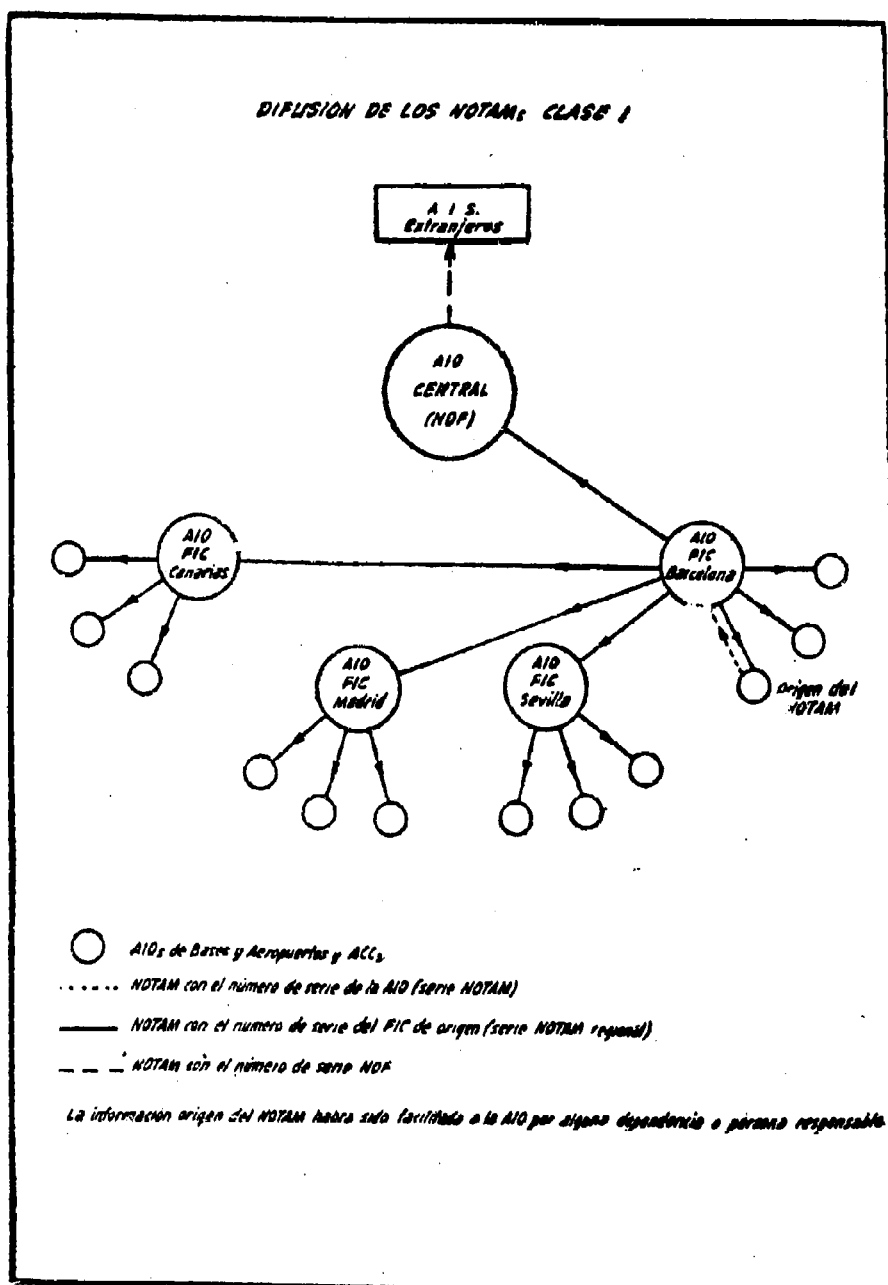 DIFUSION DE LOS NOTAMs CLASE I
A I S.
Extranjeros
AIO
CENTRAL
(NOF)
AIO
FIC
Canarias
AIO
FIC
Barcelona
AIO
FIC
Madrid
AIO
FIC
Sevilla
Origen del
NOTAM
AIOs de Bases y Aeropuertos y ACCs
NOTAM con el número de serie de la AIO (serie NOTAM)
NOTAM con el numero de serie del FIC de origen (serie NOTAM regional)
NOTAM con el número de serie NOF
La información origen del NOTAM habra sido facilitada a la AIO por alguna dependencia o persona responsable.